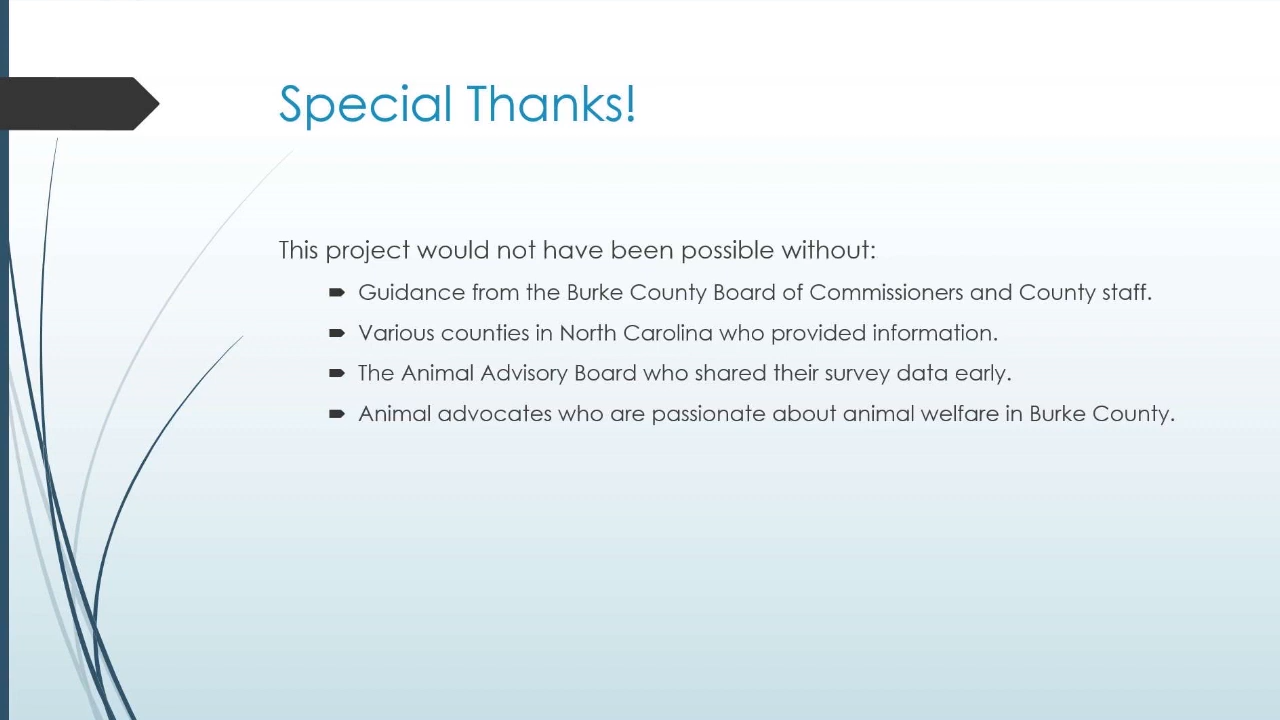 Special Thanks!
This project would not have been possible without:
Guidance from the Burke County Board of Commissioners and County staff.
Various counties in North Carolina who provided information.
The Animal Advisory Board who shared their survey data early.
Animal advocates who are passionate about animal welfare in Burke County.